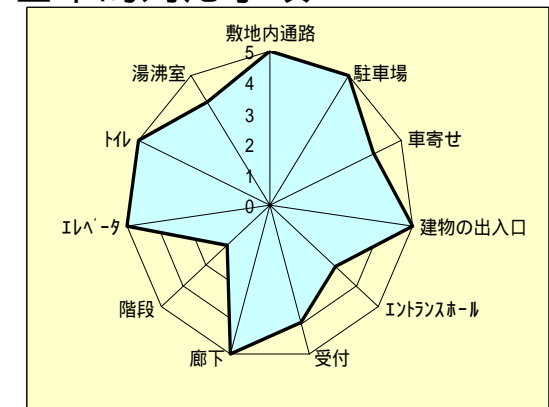 敷地内通路
駐車場
車寄せ
建物の出入口
ｴﾝﾄﾗﾝｽﾎｰﾙ
受付
廊下
階段
ｴﾚﾍﾞｰﾀ
ﾄｲﾚ
湯沸室
5
4
3
2
1
0